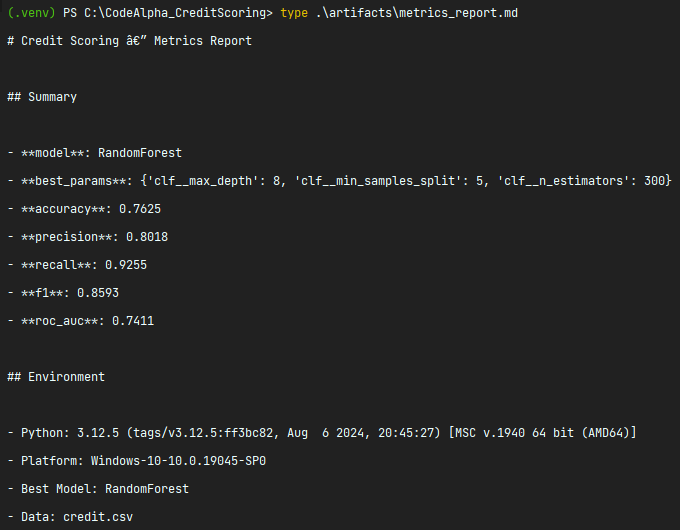 (.venv) PS C:\CodeAlpha_CreditScoring> type .\artifacts\metrics_report.md
# Credit Scoring â€” Metrics Report
## Summary
- **model**: RandomForest
- **best_params**: {'clf__max_depth': 8, 'clf__min_samples_split': 5, 'clf__n_estimators': 300}
- **accuracy**: 0.7625
- **precision**: 0.8018
- **recall**: 0.9255
- **f1**: 0.8593
- **roc_auc**: 0.7411
## Environment
- Python: 3.12.5 (tags/v3.12.5:ff3bc82, Aug  6 2024, 20:45:27) [MSC v.1940 64 bit (AMD64)]
- Platform: Windows-10-10.0.19045-SP0
- Best Model: RandomForest
- Data: credit.csv